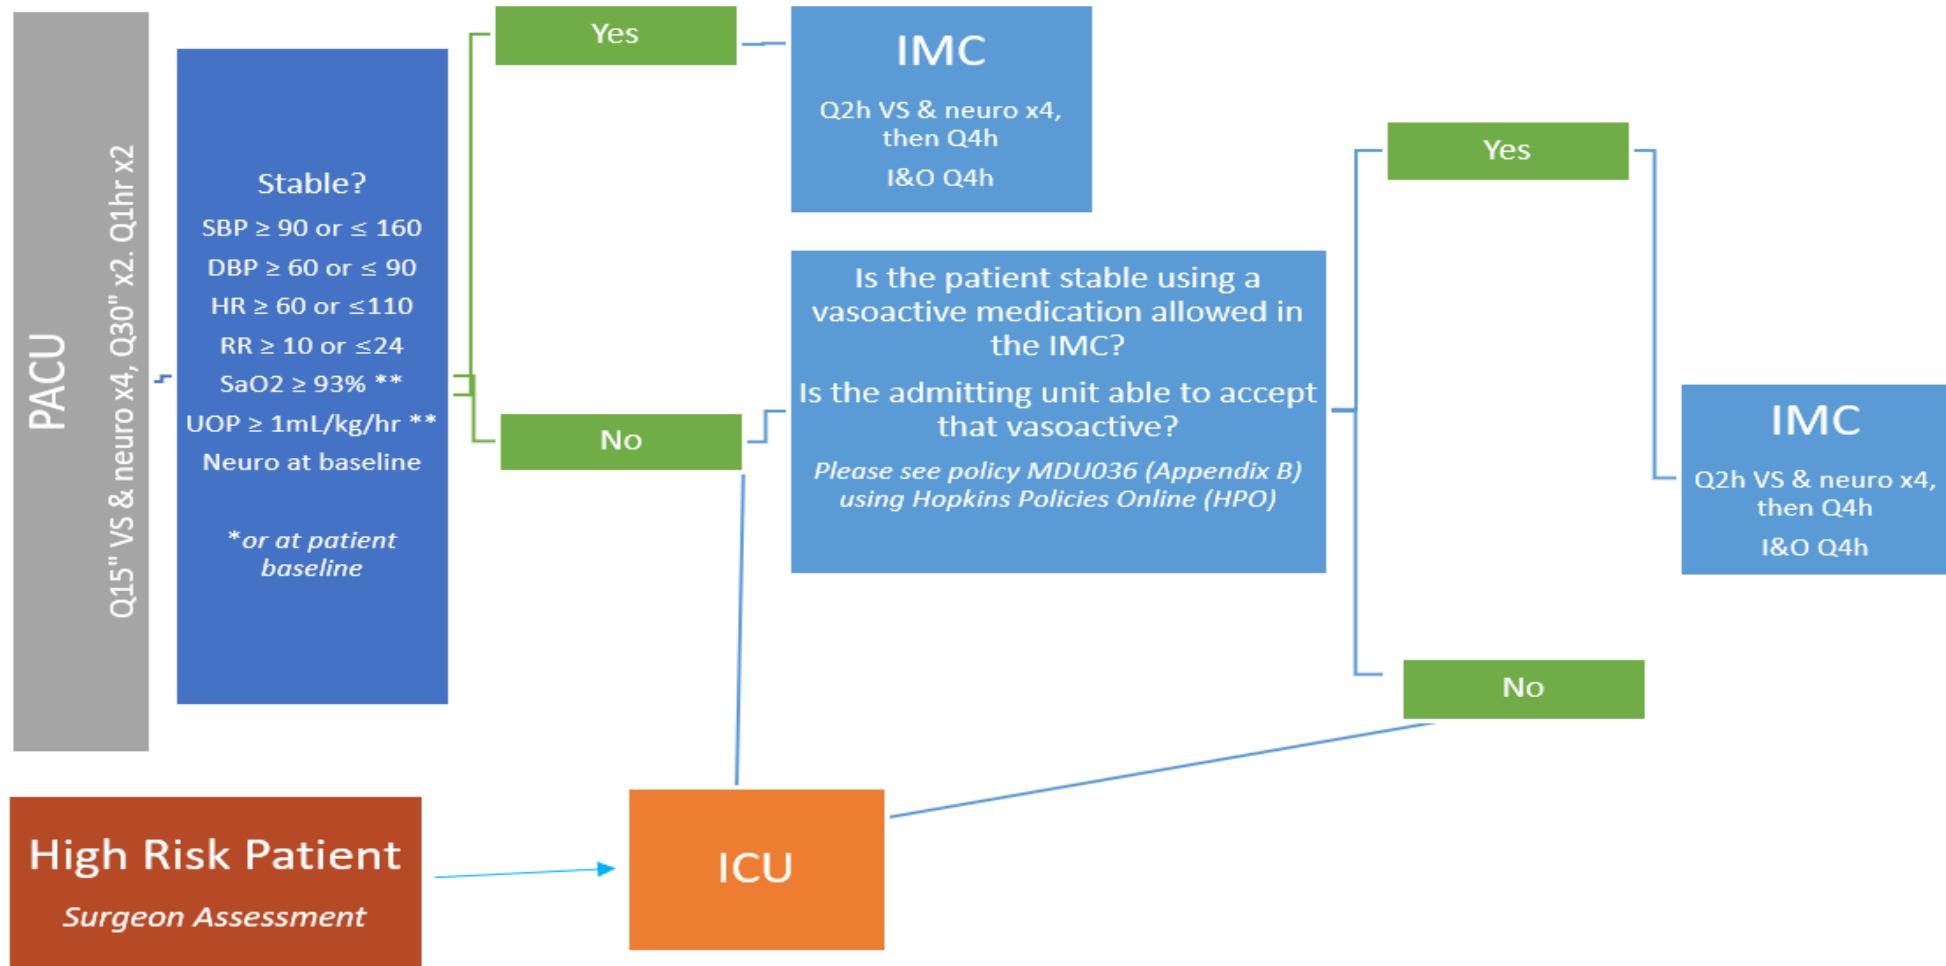 PACU
Q15" VS & neuro x4, Q30" x2. Q1hr x2
Stable?
SBP ≥ 90 or ≤ 160
DBP ≥ 60 or ≤ 90
HR ≥ 60 or ≤110
RR ≥ 10 or ≤24
SaO2 ≥ 93% **
UOP ≥ 1mL/kg/hr **
Neuro at baseline
*or at patient
baseline
Yes
IMC
Q2h VS & neuro x4,
then Q4h
I&O Q4h
No
Is the patient stable using a
vasoactive medication allowed in
the IMC?
Is the admitting unit able to accept
that vasoactive?
Please see policy MDU036 (Appendix B)
using Hopkins Policies Online (HPO)
Yes
IMC
Q2h VS & neuro x4,
then Q4h
I&O Q4h
No
High Risk Patient
Surgeon Assessment
ICU